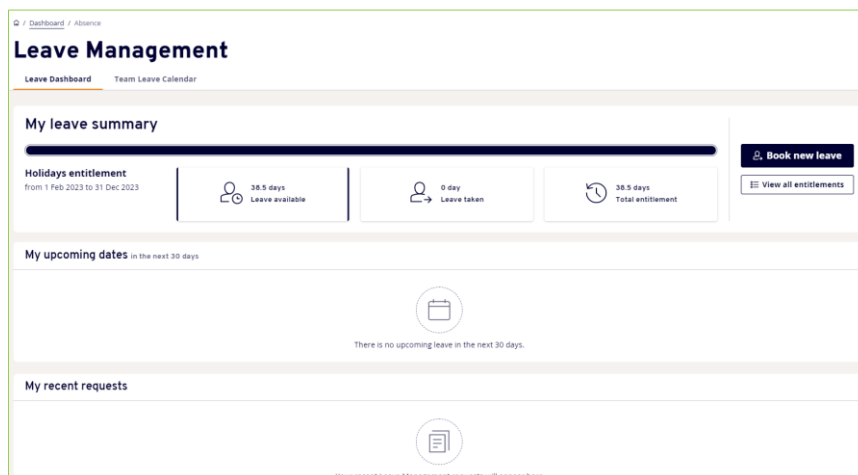 / Dashboard / Absence
Leave Management
Leave Dashboard Team Leave Calendar
My leave summary
Book new leave
Holidays entitlement
from 1 Feb 2023 to 31 Dec 2023
38.5 days
Leave available
0 day
Leave taken
38.5 days
Total entitlement
View all entitlements
My upcoming dates in the next 30 days
There is no upcoming leave in the next 30 days.
My recent requests